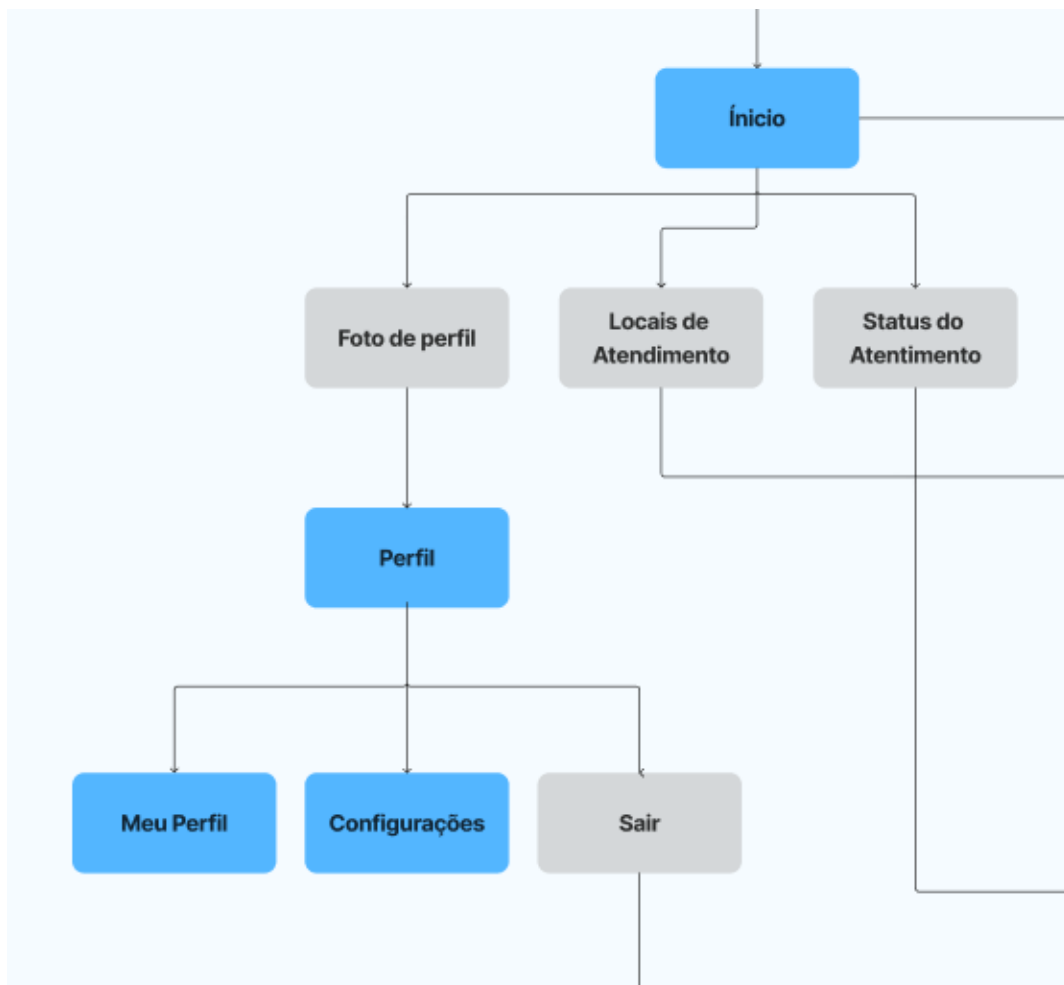 Ínicio
Foto de perfil
Locais de
Atendimento
Status do
Atentimento
Perfil
Meu Perfil
Configurações
Sair